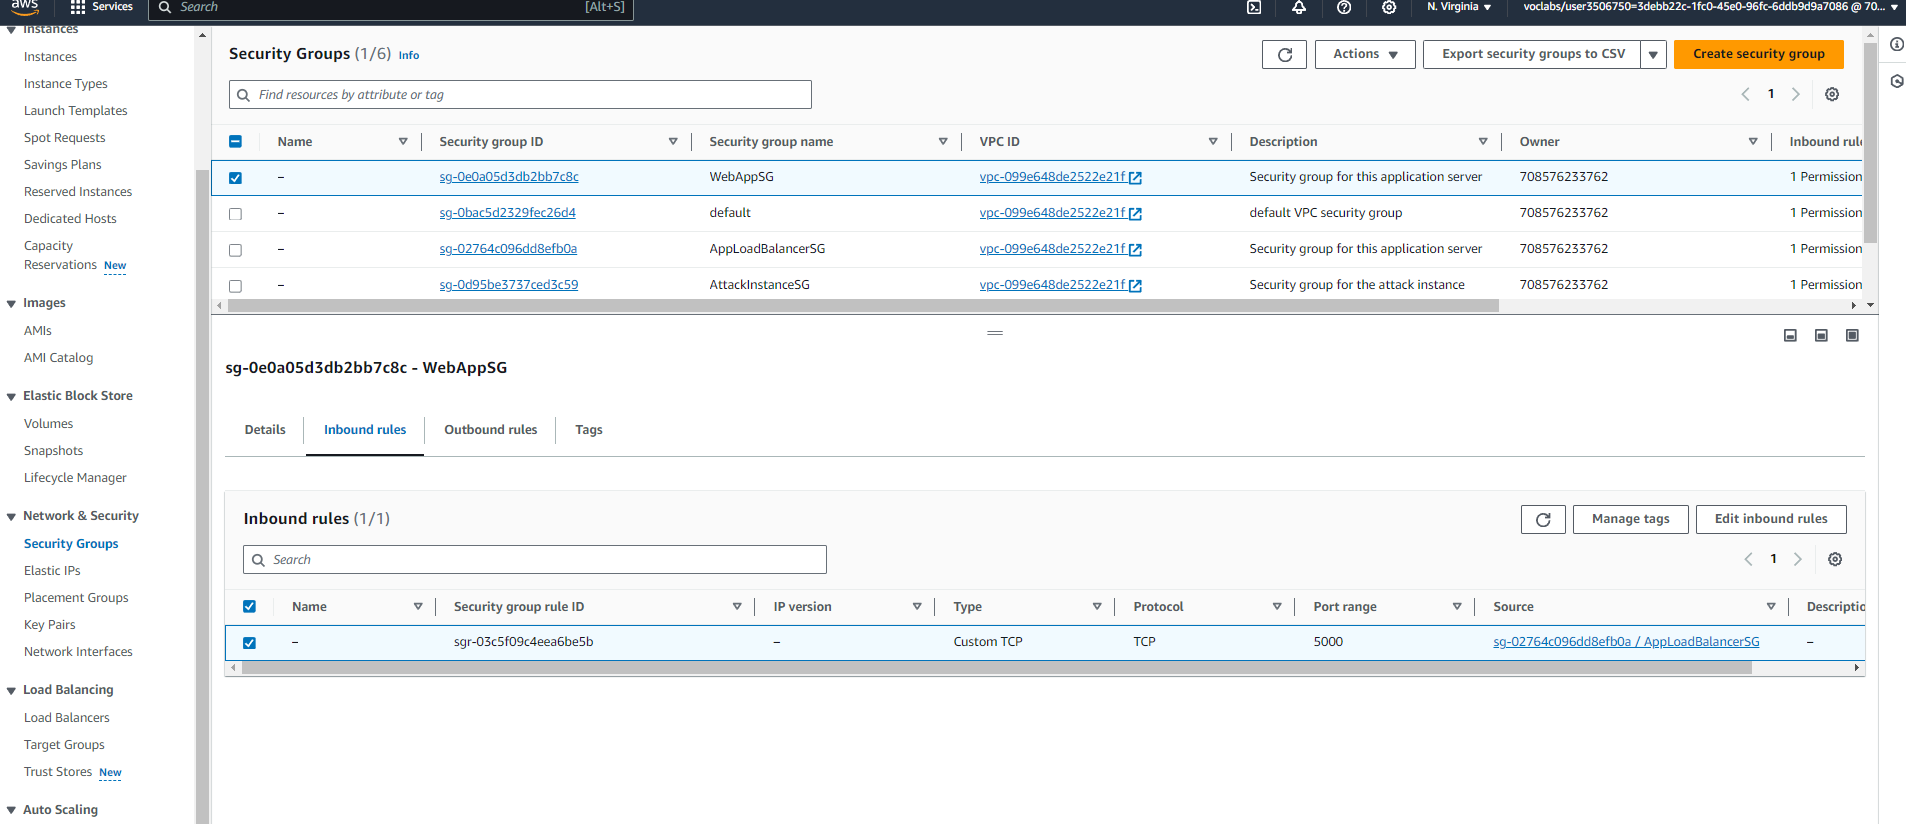 aws Services Search [Alt+S] N. Virginia voclabs/user3506750=3debb22c-1fc0-45e0-96fc-6ddb9d9a7086 @ 70...
Instances
Instances
Instance Types
Launch Templates
Spot Requests
Savings Plans
Reserved Instances
Dedicated Hosts
Capacity
Reservations New
Images
AMIs
AMI Catalog
Elastic Block Store
Volumes
Snapshots
Lifecycle Manager
Network & Security
Security Groups
Elastic IPs
Placement Groups
Key Pairs
Network Interfaces
Load Balancing
Load Balancers
Target Groups
Trust Stores New
Auto Scaling
Security Groups (1/6) Info Actions Export security groups to CSV Create security group
Find resources by attribute or tag 1
Name Security group ID Security group name VPC ID Description Owner Inbound rul
– sg-0e0a05d3db2bb7c8c WebAppSG vpc-099e648de2522e21f Security group for this application server 708576233762 1 Permission
– sg-0bac5d2329fec26d4 default vpc-099e648de2522e21f default VPC security group 708576233762 1 Permission
– sg-02764c096dd8efb0a AppLoadBalancerSG vpc-099e648de2522e21f Security group for this application server 708576233762 1 Permission
– sg-0d95be3737ced3c59 AttackInstanceSG vpc-099e648de2522e21f Security group for the attack instance 708576233762 1 Permission
sg-0e0a05d3db2bb7c8c - WebAppSG
Details Inbound rules Outbound rules Tags
Inbound rules (1/1) Manage tags Edit inbound rules
Search 1
Name Security group rule ID IP version Type Protocol Port range Source Descriptio
– sgr-03c5f09c4eea6be5b – Custom TCP TCP 5000 sg-02764c096dd8efb0a / AppLoadBalancerSG –